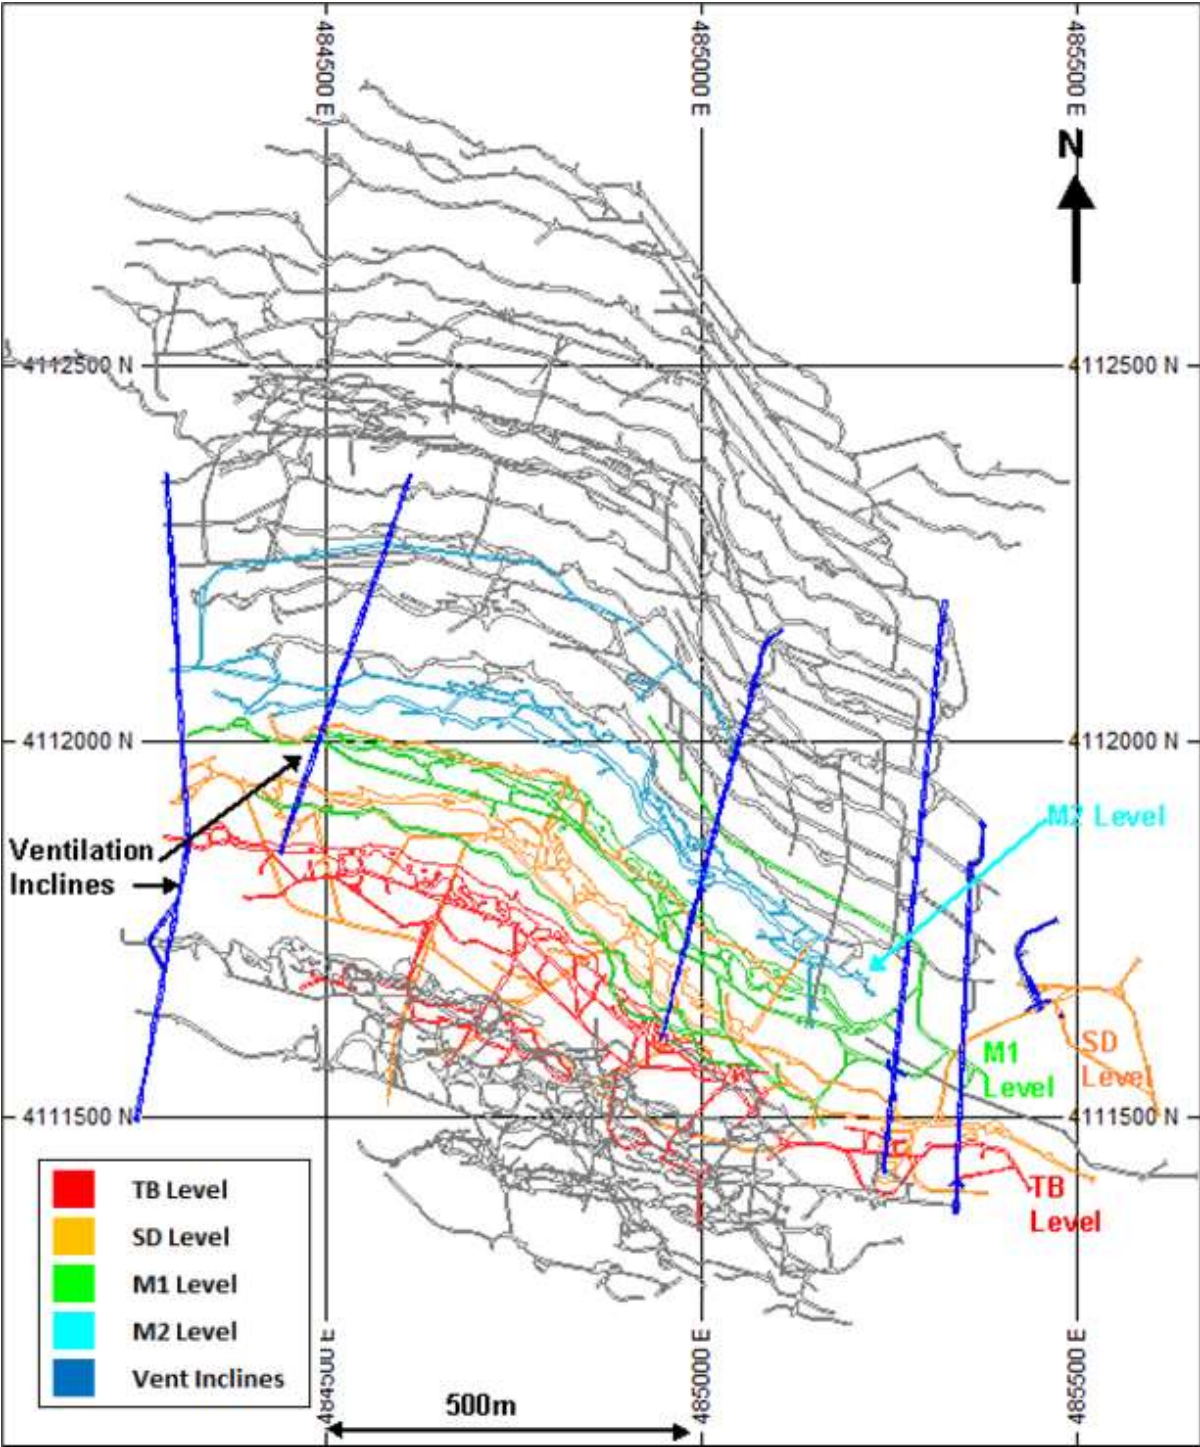 484500 E
485000 E
485500 E
N
4112500 N
4112500 N
4112000 N
4112000 N
M2 Level
Ventilation
Inclines
M1
Level
SD
Level
4111500 N
4111500 N
TB
Level
TB Level
SD Level
M1 Level
M2 Level
Vent Inclines
500m
484500 E
485000 E
485500 E